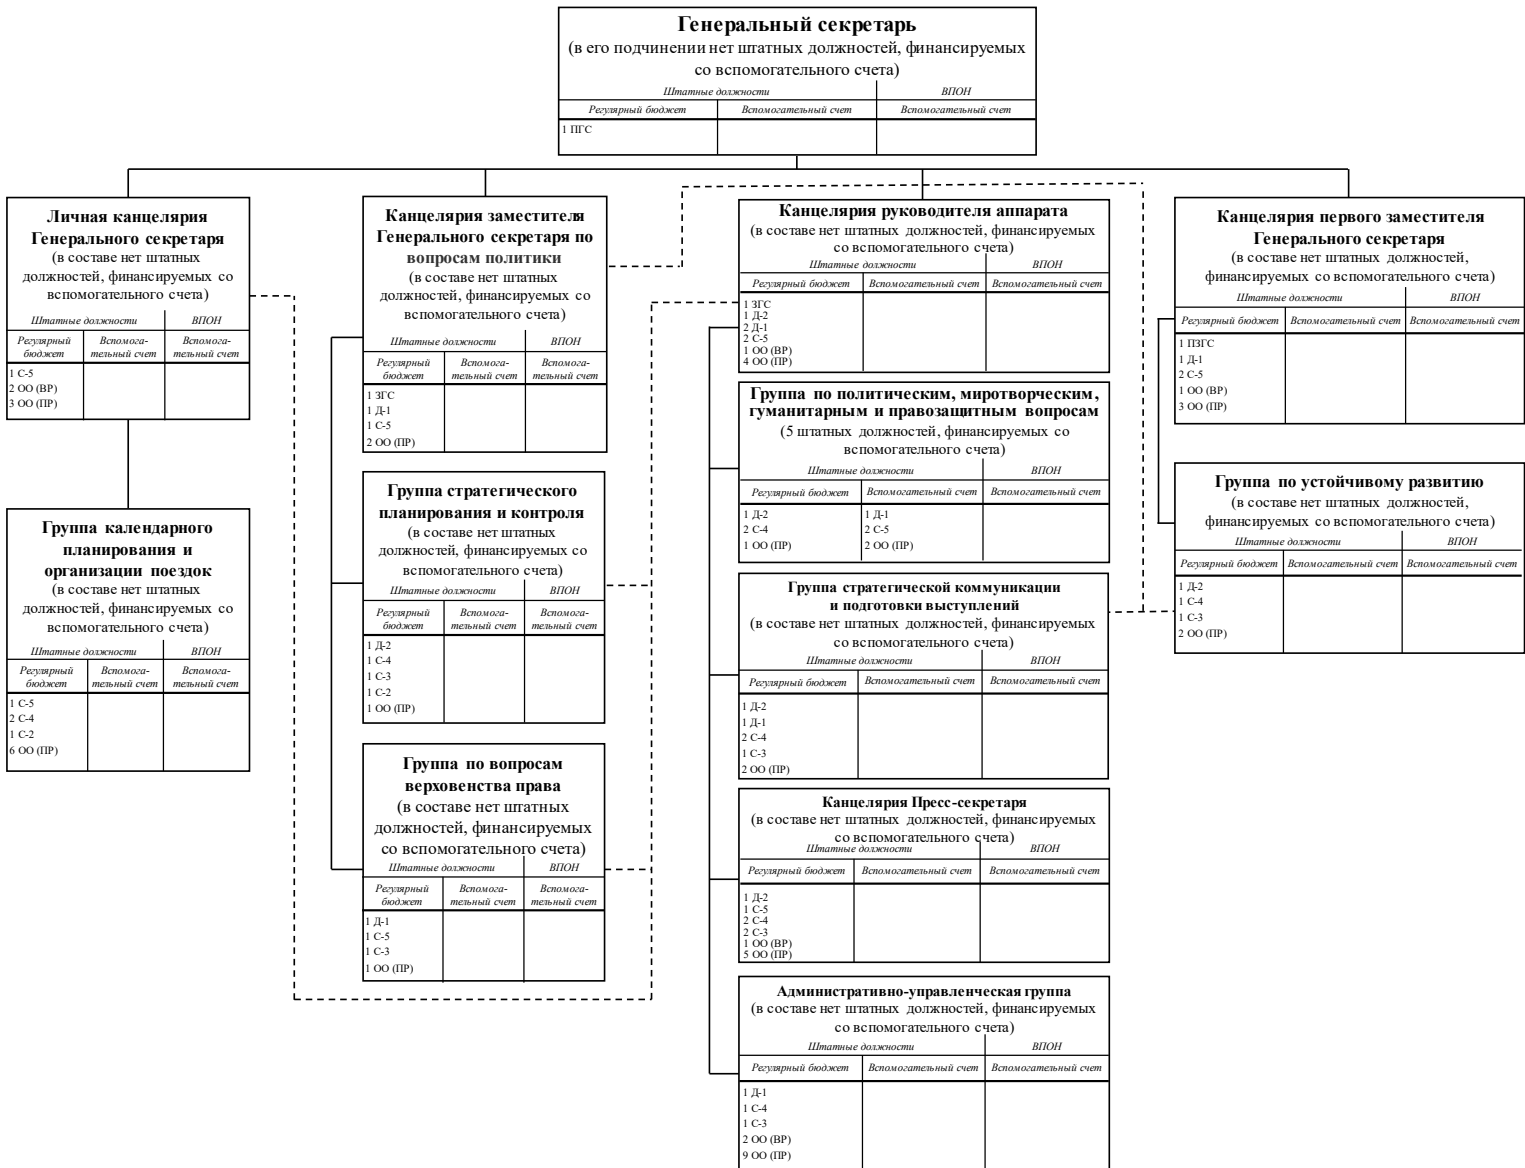 Генеральный секретарь
(в его подчинении нет штатных должностей, финансируемых
со вспомогательного счета)
Штатные должности ВПОН
Регулярный бюджет Вспомогательный счет Вспомогательный счет
1 ПГС
Личная канцелярия
Генерального секретаря
(в составе нет штатных
должностей, финансируемых со
вспомогательного счета)
Штатные должности ВПОН
Регулярный Вспомога- Вспомога-
бюджет тельный счет тельный счет
1 С-5
2 ОО (ВР)
3 ОО (ПР)
Группа календарного
планирования и
организации поездок
(в составе нет штатных
должностей, финансируемых со
вспомогательного счета)
Штатные должности ВПОН
Регулярный Вспомога- Вспомога-
бюджет тельный счет тельный счет
1 С-5
2 С-4
1 С-2
6 ОО (ПР)
Канцелярия заместителя
Генерального секретаря по
вопросам политики
(в составе нет штатных
должностей, финансируемых со
вспомогательного счета)
Штатные должности ВПОН
Регулярный Вспомога- Вспомога-
бюджет тельный счет тельный счет
1 ЗГС
1 Д-1
1 С-5
2 ОО (ПР)
Группа стратегического
планирования и контроля
(в составе нет штатных
должностей, финансируемых со
вспомогательного счета)
Штатные должности ВПОН
Регулярный Вспомога- Вспомога-
бюджет тельный счет тельный счет
1 Д-2
1 С-4
1 С-3
1 С-2
1 ОО (ПР)
Группа по вопросам
верховенства права
(в составе нет штатных
должностей, финансируемых
со вспомогательного счета)
Штатные должности ВПОН
Регулярный Вспомога- Вспомога-
бюджет тельный счет тельный счет
1 Д-1
1 С-5
1 С-3
1 ОО (ПР)
Канцелярия руководителя аппарата
(в составе нет штатных должностей, финансируемых
со вспомогательного счета)
Штатные должности ВПОН
Регулярный бюджет Вспомогательный счет Вспомогательный счет
1 ЗГС
1 Д-2
2 Д-1
2 С-5
1 ОО (ВР)
4 ОО (ПР)
Группа по политическим, миротворческим,
гуманитарным и правозащитным вопросам
(5 штатных должностей, финансируемых со
вспомогательного счета)
Штатные должности ВПОН
Регулярный бюджет Вспомогательный счет Вспомогательный счет
1 Д-2 1 Д-1
2 С-4 2 С-5
1 ОО (ПР) 2 ОО (ПР)
Группа стратегической коммуникации
и подготовки выступлений
(в составе нет штатных должностей, финансируемых
со вспомогательного счета)
Штатные должности ВПОН
Регулярный бюджет Вспомогательный счет Вспомогательный счет
1 Д-2
1 Д-1
2 С-4
1 С-3
2 ОО (ПР)
Канцелярия Пресс-секретаря
(в составе нет штатных должностей, финансируемых
со вспомогательного счета)
Штатные должности ВПОН
Регулярный бюджет Вспомогательный счет Вспомогательный счет
1 Д-2
1 С-5
2 С-4
2 С-3
1 ОО (ВР)
5 ОО (ПР)
Административно-управленческая группа
(в составе нет штатных должностей, финансируемых
со вспомогательного счета)
Штатные должности ВПОН
Регулярный бюджет Вспомогательный счет Вспомогательный счет
1 Д-1
1 С-4
1 С-3
2 ОО (ВР)
9 ОО (ПР)
Канцелярия первого заместителя
Генерального секретаря
(в составе нет штатных должностей,
финансируемых со вспомогательного счета)
Штатные должности ВПОН
Регулярный бюджет Вспомогательный счет Вспомогательный счет
1 ПЗГС
1 Д-1
2 С-5
1 ОО (ВР)
3 ОО (ПР)
Группа по устойчивому развитию
(в составе нет штатных должностей,
финансируемых со вспомогательного счета)
Штатные должности ВПОН
Регулярный бюджет Вспомогательный счет Вспомогательный счет
1 Д-2
1 С-4
1 С-3
2 ОО (ПР)